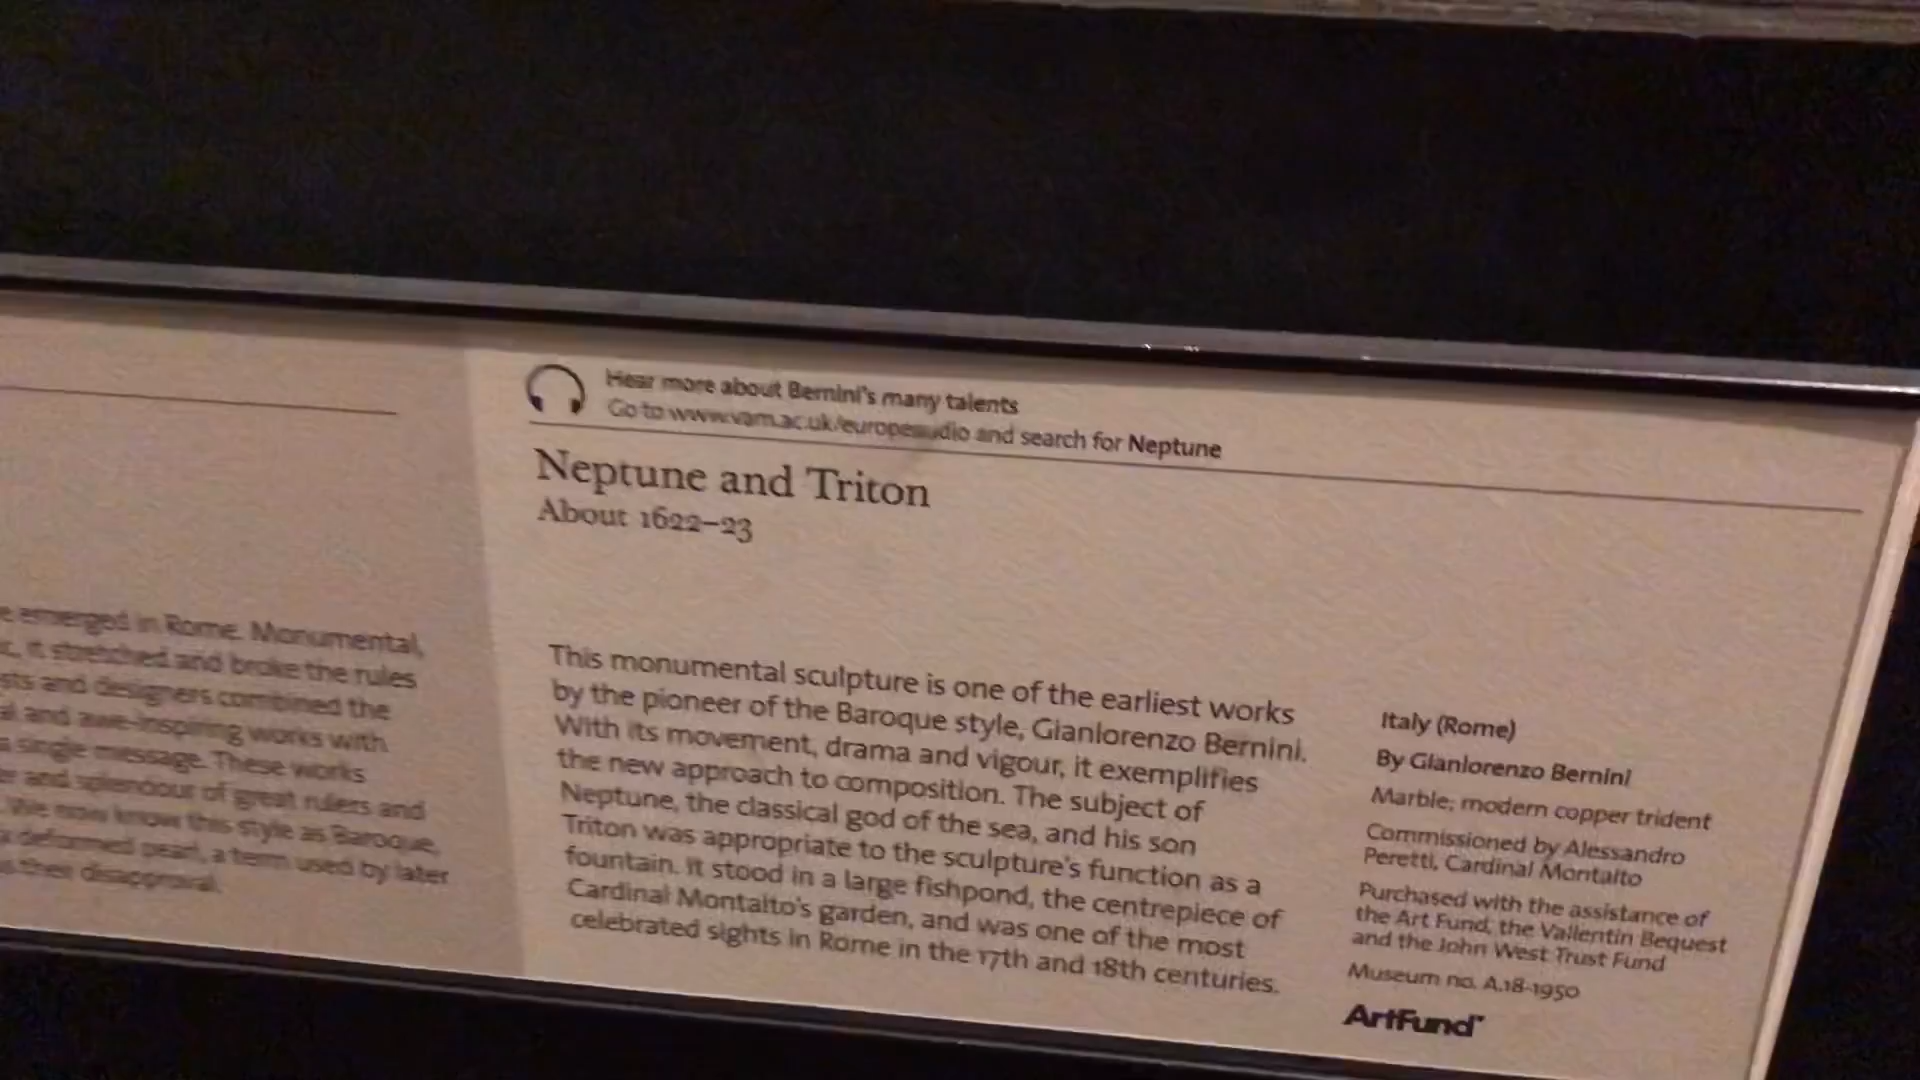 emerged in Rome. Monumental,
it stretched and broke the rules
and designers combined the
and awe-inspiring works with
single message. These works
and splendour of great rulers and
We now know this style as Baroque,
deformed pearl, a term used by later
their disapproval.
Hear more about Bernini's many talents
Go to www.vam.ac.uk/europeaudio and search for Neptune
Neptune and Triton
About 1622–23
This monumental sculpture is one of the earliest works
by the pioneer of the Baroque style, Gianlorenzo Bernini.
With its movement, drama and vigour, it exemplifies
the new approach to composition. The subject of
Neptune, the classical god of the sea, and his son
Triton was appropriate to the sculpture's function as a
fountain. It stood in a large fishpond, the centrepiece of
Cardinal Montalto's garden, and was one of the most
celebrated sights in Rome in the 17th and 18th centuries.
Italy (Rome)
By Gianlorenzo Bernini
Marble; modern copper trident
Commissioned by Alessandro
Peretti, Cardinal Montalto
Purchased with the assistance of
the Art Fund, the Vallentin Bequest
and the John West Trust Fund
Museum no. A.18-1950
ArtFund